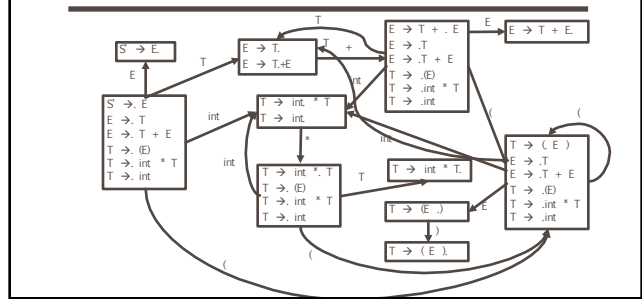 T
S' → E.
E → T.
E → T.+E
T
+
E → T + . E
E → .T
E → .T + E
T → .(E)
T → .int * T
T → .int
E
E → T + E.
E
T
int
int
S' →. E
E →. T
E →. T + E
T →. (E)
T →. int * T
T →. int
int
T → int. * T
T → int.
*
int
(
(
T → int *. T
T →. (E)
T →. int * T
T →. int
T
T → int * T.
T → (. E )
E → .T
E → .T + E
T → .(E)
T → .int * T
T → .int
E
T → (E .)
)
T → ( E ).
(
(